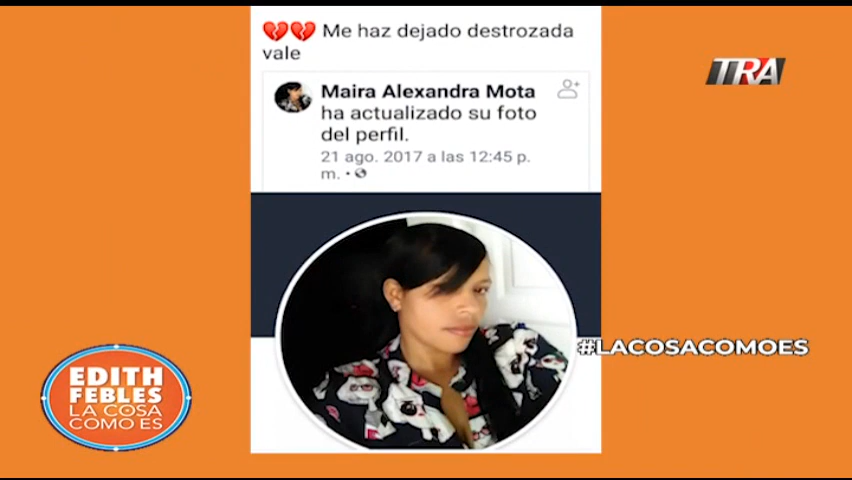 💔💔 Me haz dejado destrozada
vale
Maira Alexandra Mota
ha actualizado su foto
del perfil.
21 ago. 2017 a las 12:45 p.
m. •
TRA
#LACOSACOMOES
EDITH
FEBLES
LA COSA
COMO ES